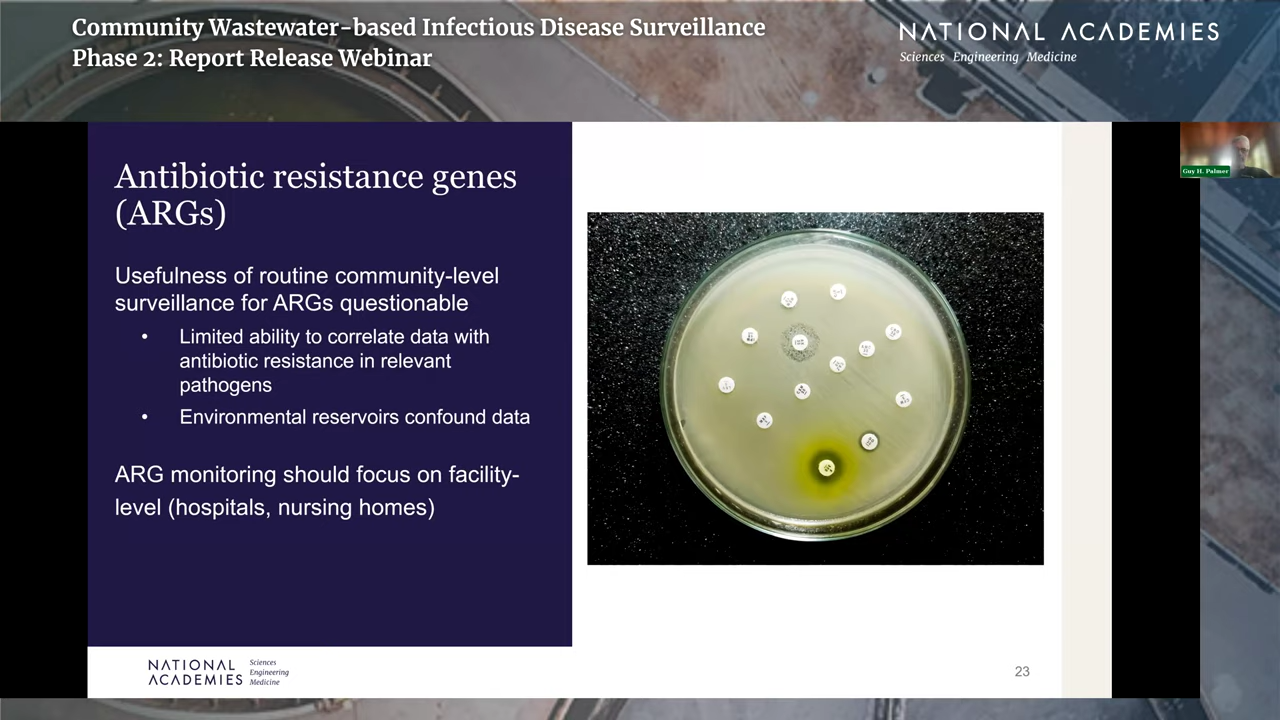 Community Wastewater-based Infectious Disease Surveillance
Phase 2: Report Release Webinar
NATIONAL ACADEMIES
Sciences Engineering Medicine
Guy H. Palmer
Antibiotic resistance genes
(ARGs)
Usefulness of routine community-level
surveillance for ARGs questionable
• Limited ability to correlate data with
antibiotic resistance in relevant
pathogens
• Environmental reservoirs confound data
ARG monitoring should focus on facility-
level (hospitals, nursing homes)
NATIONAL
ACADEMIES
Sciences
Engineering
Medicine
23